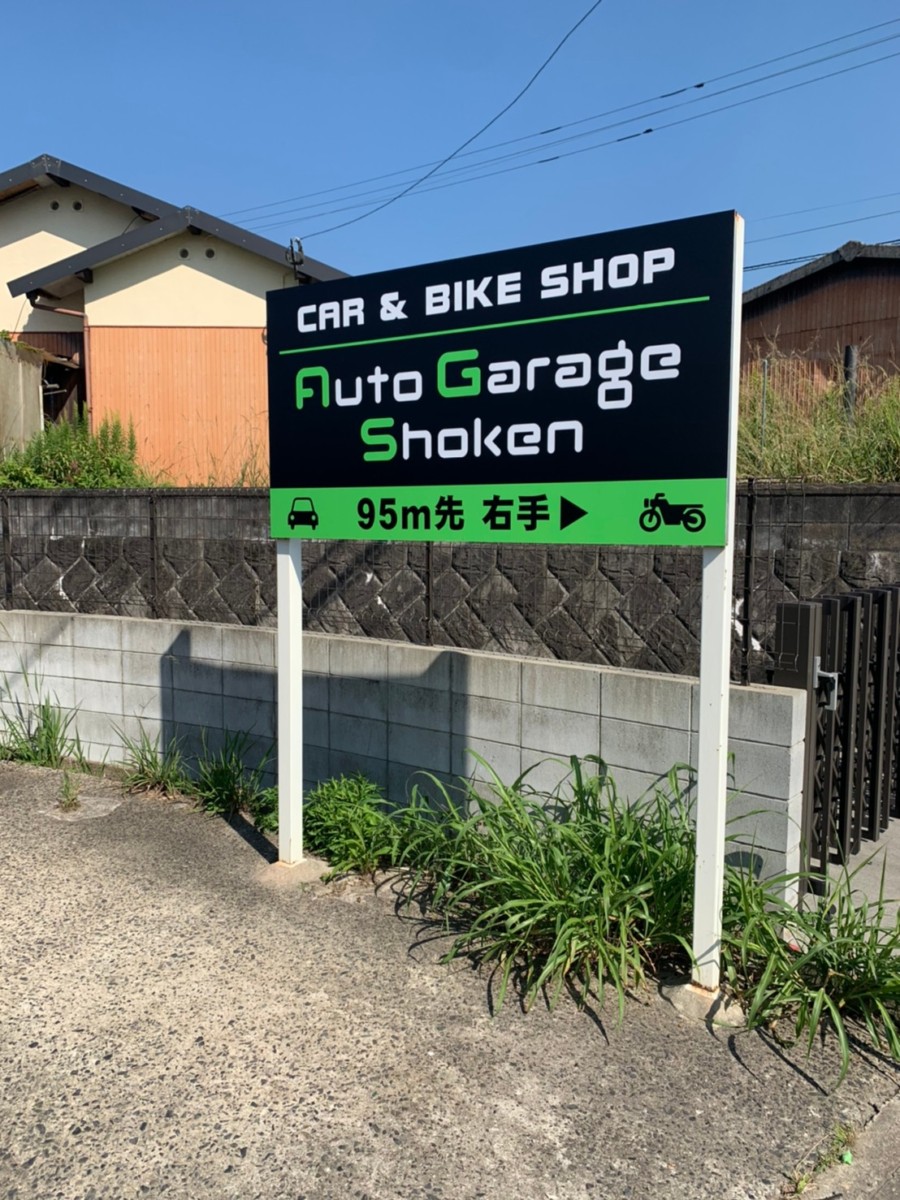 CAR & BIKE SHOP
Auto Garage
Shoken
95m先 右手▶